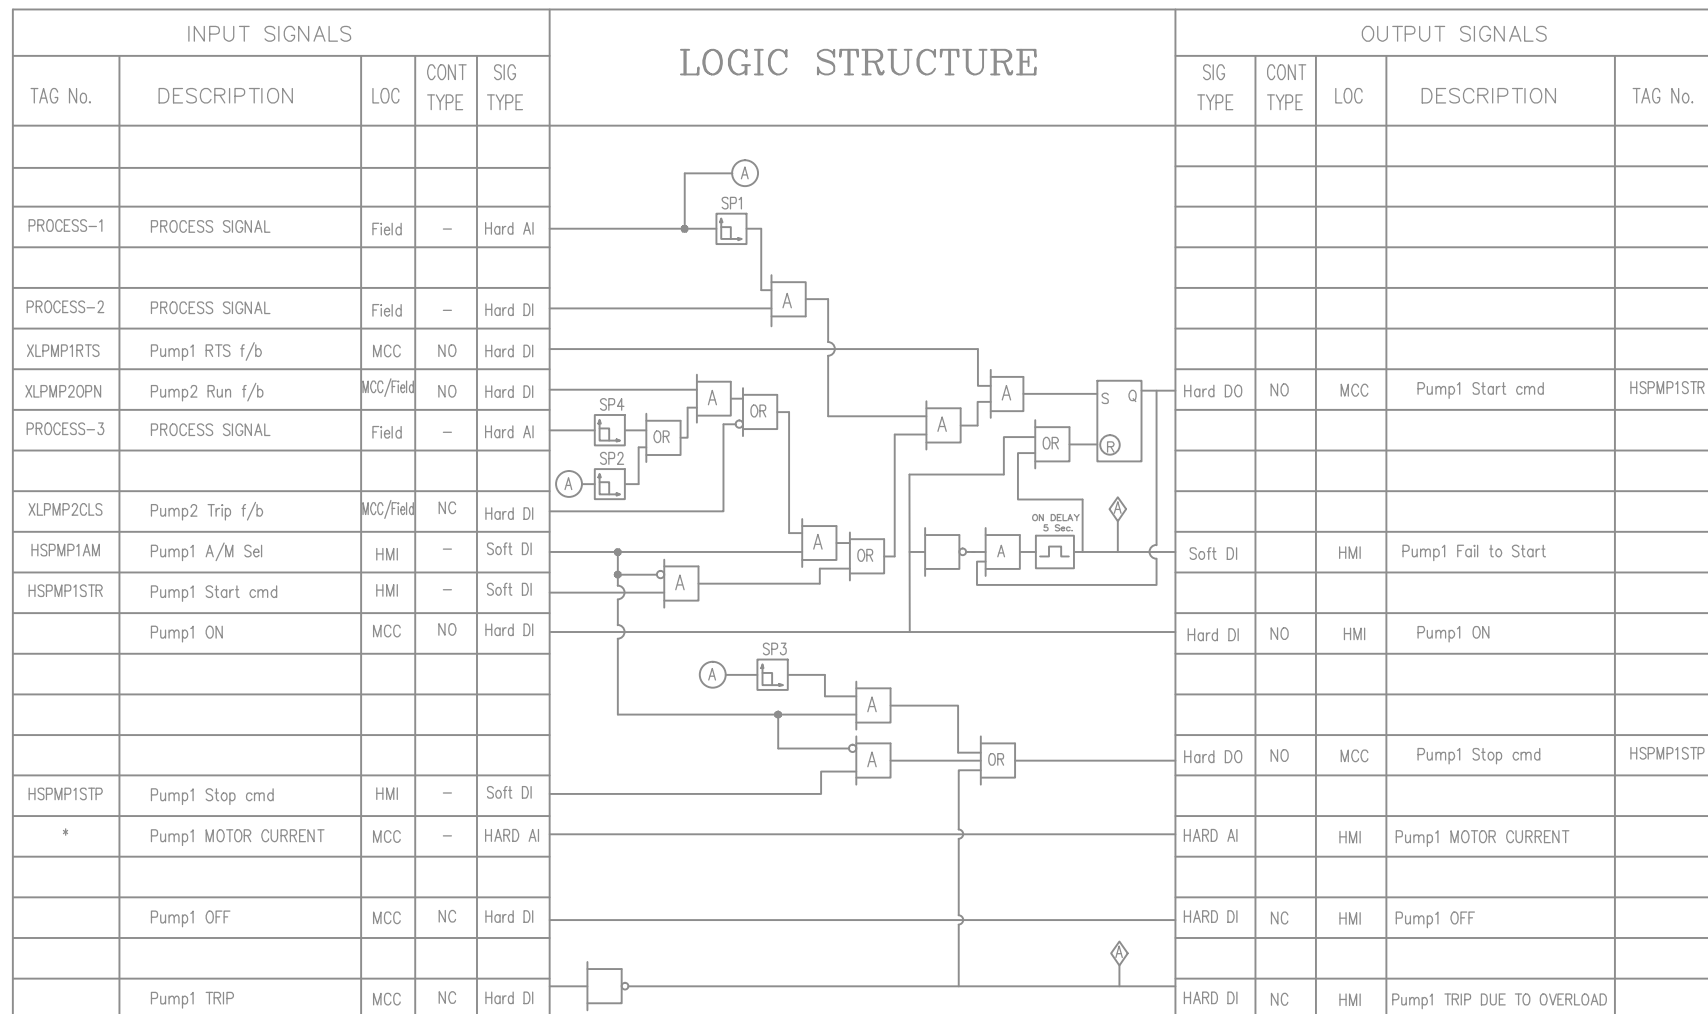 INPUT SIGNALS
LOGIC STRUCTURE
OUTPUT SIGNALS
TAG No. DESCRIPTION LOC CONT TYPE SIG TYPE
SIG TYPE CONT TYPE LOC DESCRIPTION TAG No.
A
SP1
PROCESS-1 PROCESS SIGNAL Field - Hard AI
A
PROCESS-2 PROCESS SIGNAL Field - Hard DI
XLPMP1RTS Pump1 RTS f/b MCC NO Hard DI
XLPMP2OPN Pump2 Run f/b MCC/Field NO Hard DI
A
OR
A
A
S Q
Hard DO NO MCC Pump1 Start cmd HSPMP1STR
SP4
PROCESS-3 PROCESS SIGNAL Field - Hard AI
OR
OR
R
SP2
A
XLPMP2CLS Pump2 Trip f/b MCC/Field NC Hard DI
A
ON DELAY
5 Sec.
HSPMP1AM Pump1 A/M Sel HMI - Soft DI
A
OR
A
Soft DI HMI Pump1 Fail to Start
HSPMP1STR Pump1 Start cmd HMI - Soft DI
A
Pump1 ON MCC NO Hard DI
Hard DI NO HMI Pump1 ON
SP3
A
A
A
OR
Hard DO NO MCC Pump1 Stop cmd HSPMP1STP
HSPMP1STP Pump1 Stop cmd HMI - Soft DI
* Pump1 MOTOR CURRENT MCC - HARD AI
HARD AI HMI Pump1 MOTOR CURRENT
Pump1 OFF MCC NC Hard DI
HARD DI NC HMI Pump1 OFF
A
Pump1 TRIP MCC NC Hard DI
HARD DI NC HMI Pump1 TRIP DUE TO OVERLOAD